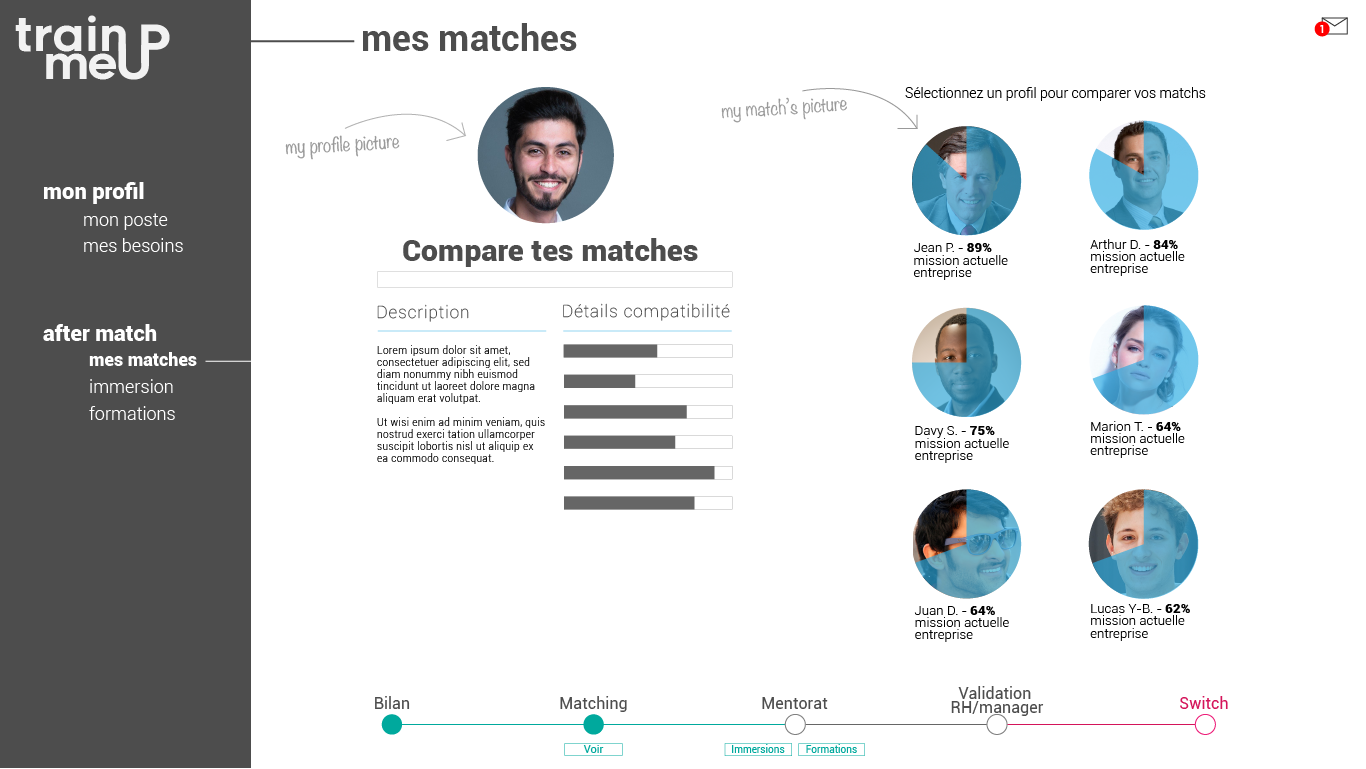 train UP
me
mon profil
mon poste
mes besoins
after match
mes matches
immersion
formations
mes matches
1
my profile picture
my match's picture
Compare tes matches
Description
Lorem ipsum dolor sit amet,
consectetuer adipiscing elit, sed
diam nonummy nibh euismod
tincidunt ut laoreet dolore magna
aliquam erat volutpat.
Ut wisi enim ad minim veniam, quis
nostrud exerci tation ullamcorper
suscipit lobortis nisl ut aliquip ex
ea commodo consequat.
Détails compatibilité
Sélectionnez un profil pour comparer vos matchs
Jean P. - 89%
mission actuelle
entreprise
Arthur D. - 84%
mission actuelle
entreprise
Davy S. - 75%
mission actuelle
entreprise
Marion T. - 64%
mission actuelle
entreprise
Juan D. - 64%
mission actuelle
entreprise
Lucas Y-B. - 62%
mission actuelle
entreprise
Bilan
Matching
Voir
Mentorat
Immersions
Formations
Validation
RH/manager
Switch